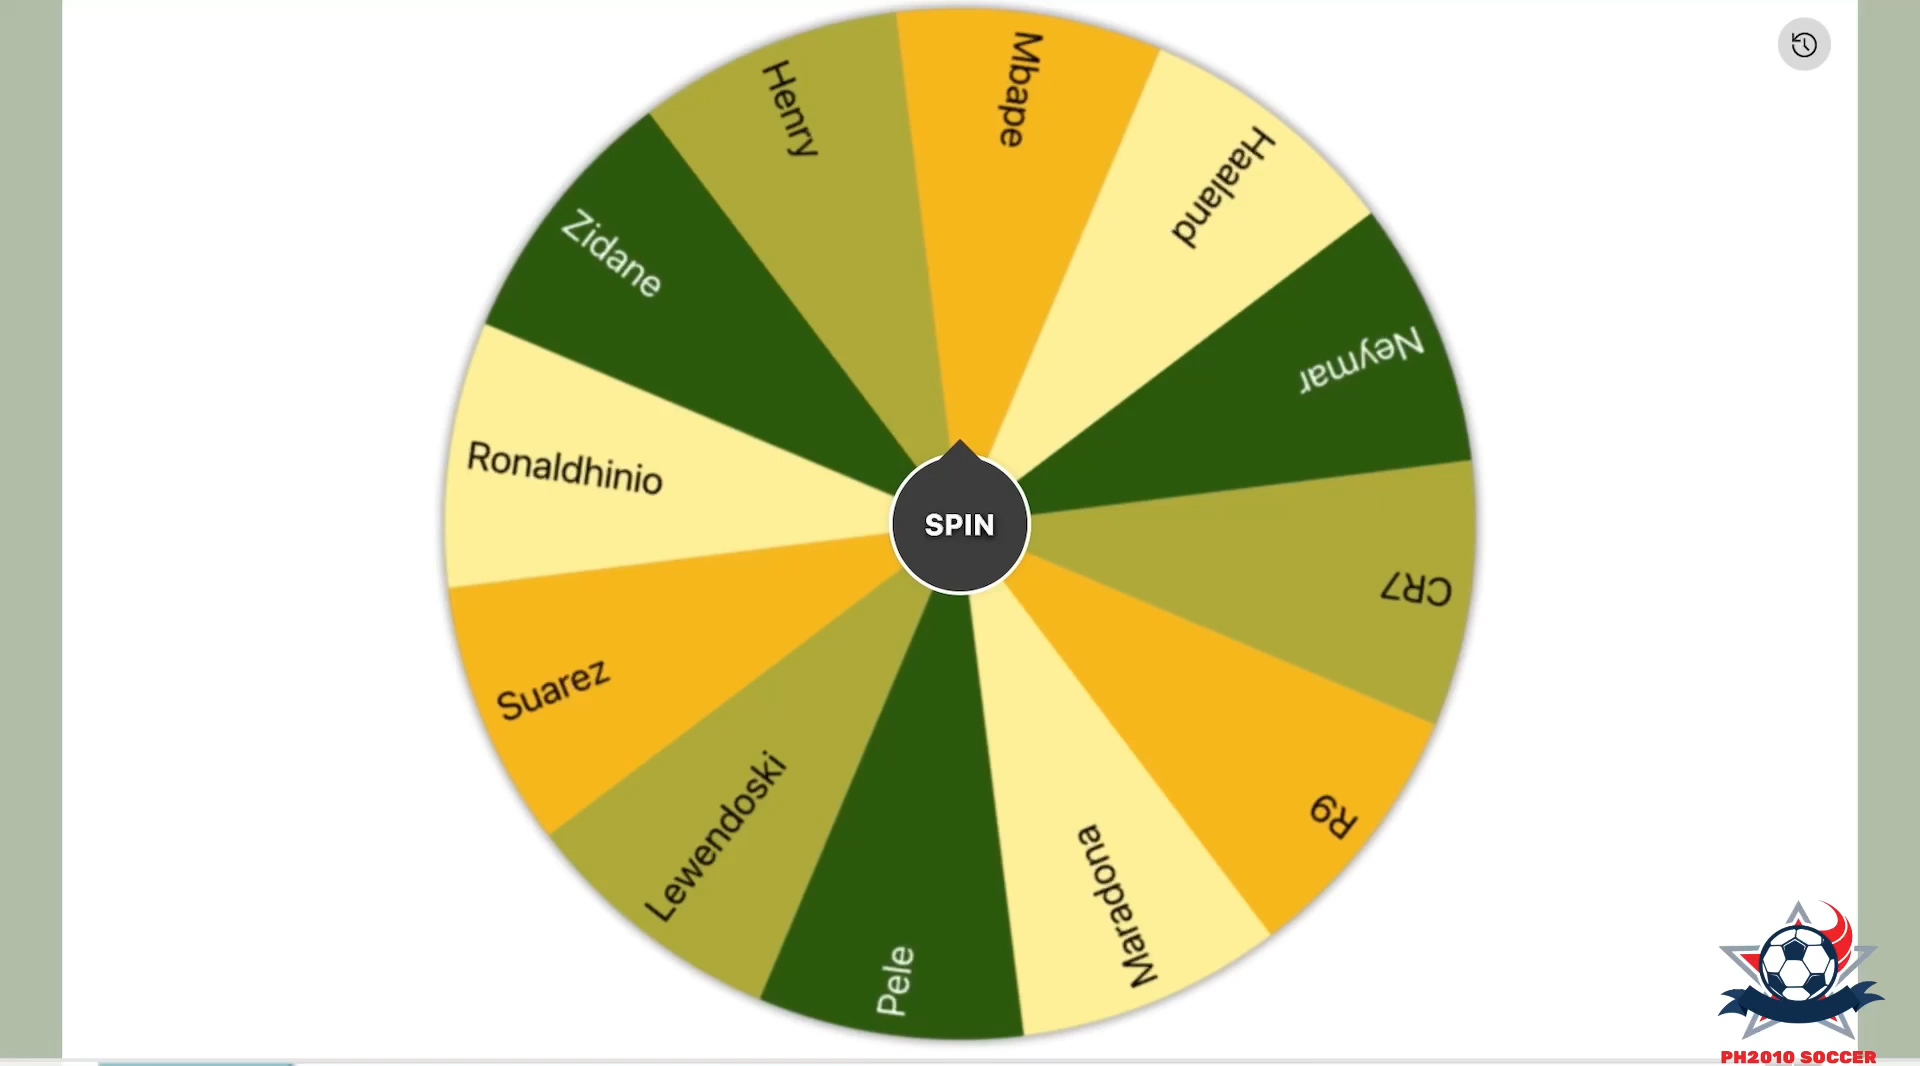 Mbape
Haaland
Neymar
CR7
R9
Maradona
Pele
Lewendoski
Suarez
Ronaldhinio
Zidane
Henry
SPIN
PH2010 SOCCER